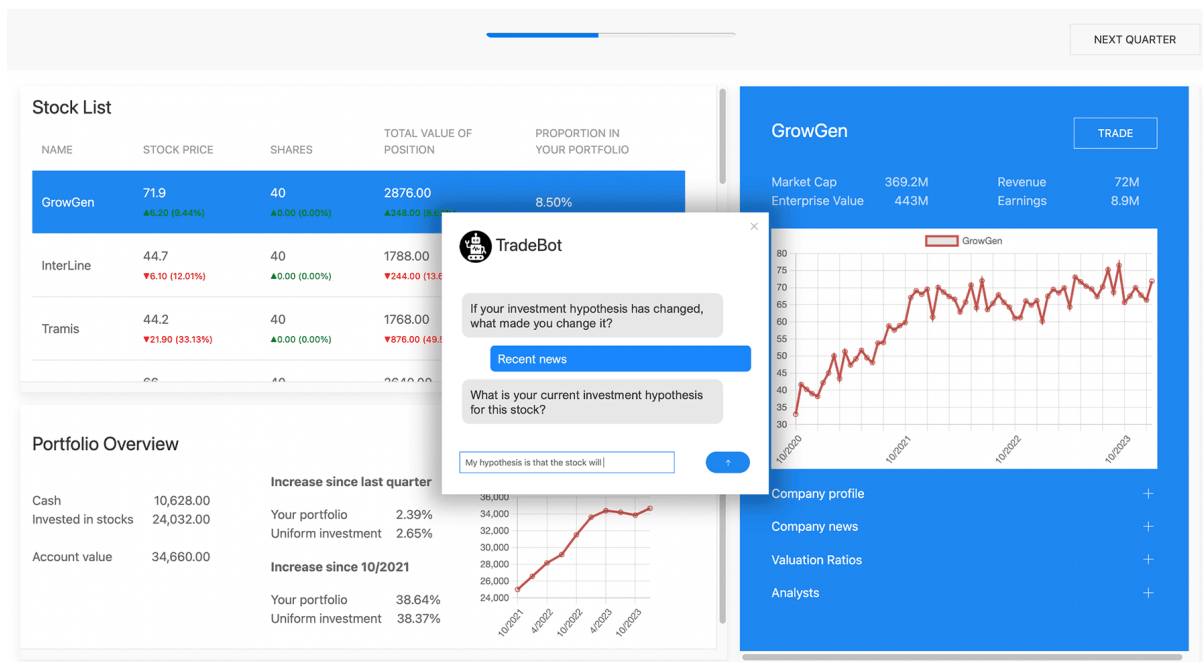 NEXT QUARTER
Stock List
NAME STOCK PRICE SHARES TOTAL VALUE OF POSITION PROPORTION IN YOUR PORTFOLIO
GrowGen 71.9 40 2876.00 8.50%
▲6.20 (9.44%) ▲0.00 (0.00%) ▲248.00
InterLine 44.7 40 1788.00
▼6.10 (12.01%) ▲0.00 (0.00%) ▼244.00 (13.6
Tramis 44.2 40 1768.00
▼21.90 (33.13%) ▲0.00 (0.00%) ▼876.00 (49.5
TradeBot
If your investment hypothesis has changed,
what made you change it?
Recent news
What is your current investment hypothesis
for this stock?
My hypothesis is that the stock will
Portfolio Overview
Cash 10,628.00
Invested in stocks 24,032.00
Account value 34,660.00
Increase since last quarter
Your portfolio 2.39%
Uniform investment 2.65%
Increase since 10/2021
Your portfolio 38.64%
Uniform investment 38.37%
36,000
34,000
32,000
30,000
28,000
26,000
24,000
10/2021 4/2022 10/2022 4/2023 10/2023
GrowGen
TRADE
Market Cap 369.2M Revenue 72M
Enterprise Value 443M Earnings 8.9M
GrowGen
80
75
70
65
60
55
50
45
40
35
30
10/2020 10/2021 10/2022 10/2023
Company profile
Company news
Valuation Ratios
Analysts